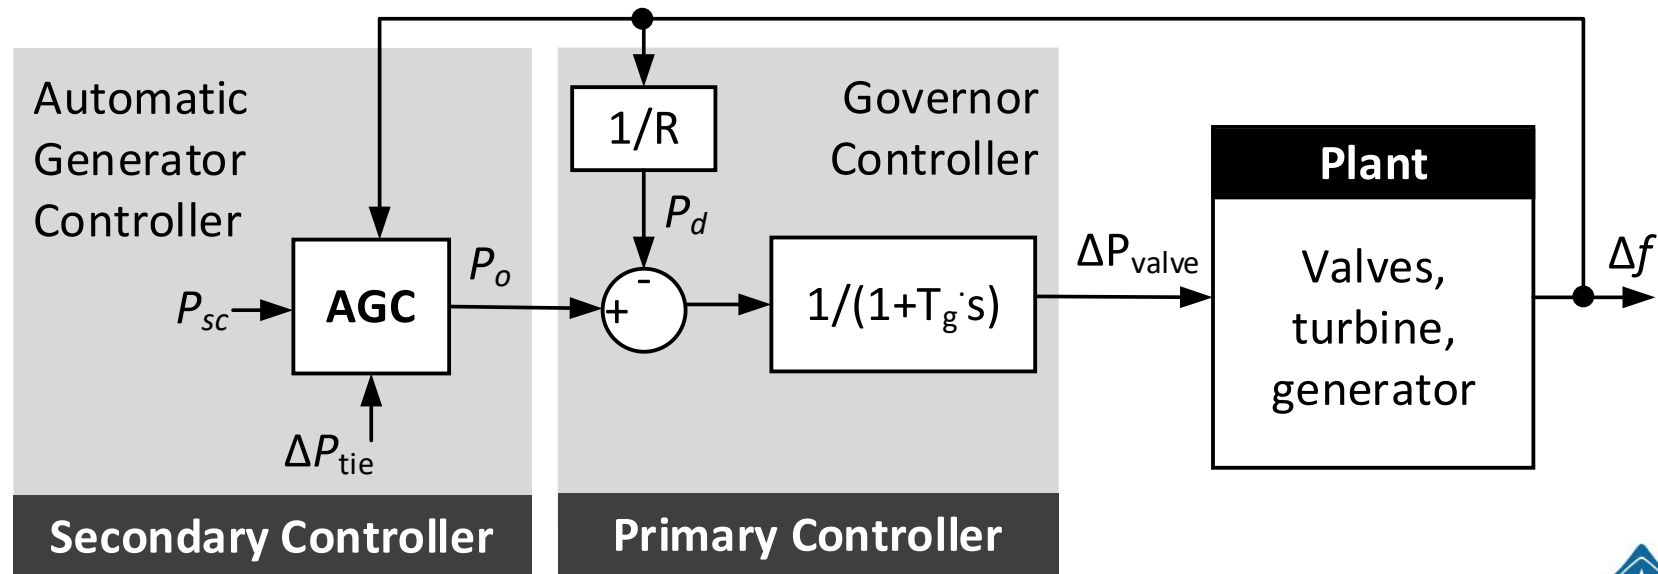 Automatic
Generator
Controller
P_sc
AGC
P_o
ΔP_tie
Secondary Controller
1/R
P_d
Governor
Controller
+
-
1/(1+T_g·s)
Primary Controller
ΔP_valve
Plant
Valves,
turbine,
generator
Δf